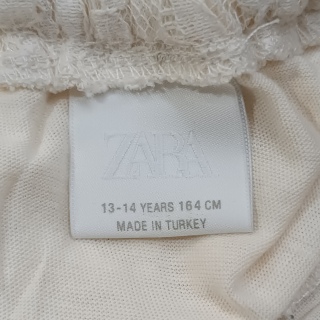 ZARA
13-14 YEARS 164 CM
MADE IN TURKEY